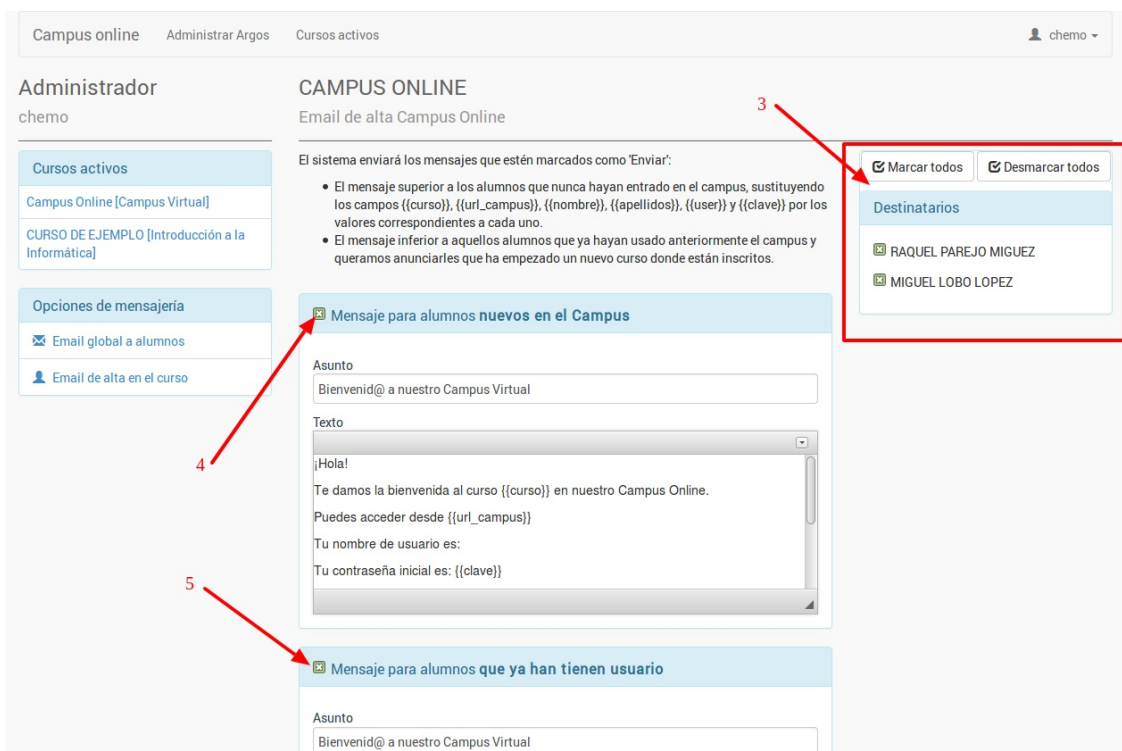 Campus online Administrar Argos Cursos activos chemo
Administrador
chemo
Cursos activos
Campus Online [Campus Virtual]
CURSO DE EJEMPLO [Introducción a la
Informática]
Opciones de mensajería
Email global a alumnos
Email de alta en el curso
CAMPUS ONLINE
Email de alta Campus Online
El sistema enviará los mensajes que estén marcados como 'Enviar':
• El mensaje superior a los alumnos que nunca hayan entrado en el campus, sustituyendo
los campos {{curso}}, {{url_campus}}, {{nombre}}, {{apellidos}}, {{user}} y {{clave}} por los
valores correspondientes a cada uno.
• El mensaje inferior a aquellos alumnos que ya hayan usado anteriormente el campus y
queramos anunciarles que ha empezado un nuevo curso donde están inscritos.
4
Mensaje para alumnos nuevos en el Campus
Asunto
Bienvenid@ a nuestro Campus Virtual
Texto
¡Hola!
Te damos la bienvenida al curso {{curso}} en nuestro Campus Online.
Puedes acceder desde {{url_campus}}
Tu nombre de usuario es:
Tu contraseña inicial es: {{clave}}
5
Mensaje para alumnos que ya han tienen usuario
Asunto
Bienvenid@ a nuestro Campus Virtual
3
Marcar todos Desmarcar todos
Destinatarios
RAQUEL PAREJO MIGUEZ
MIGUEL LOBO LOPEZ